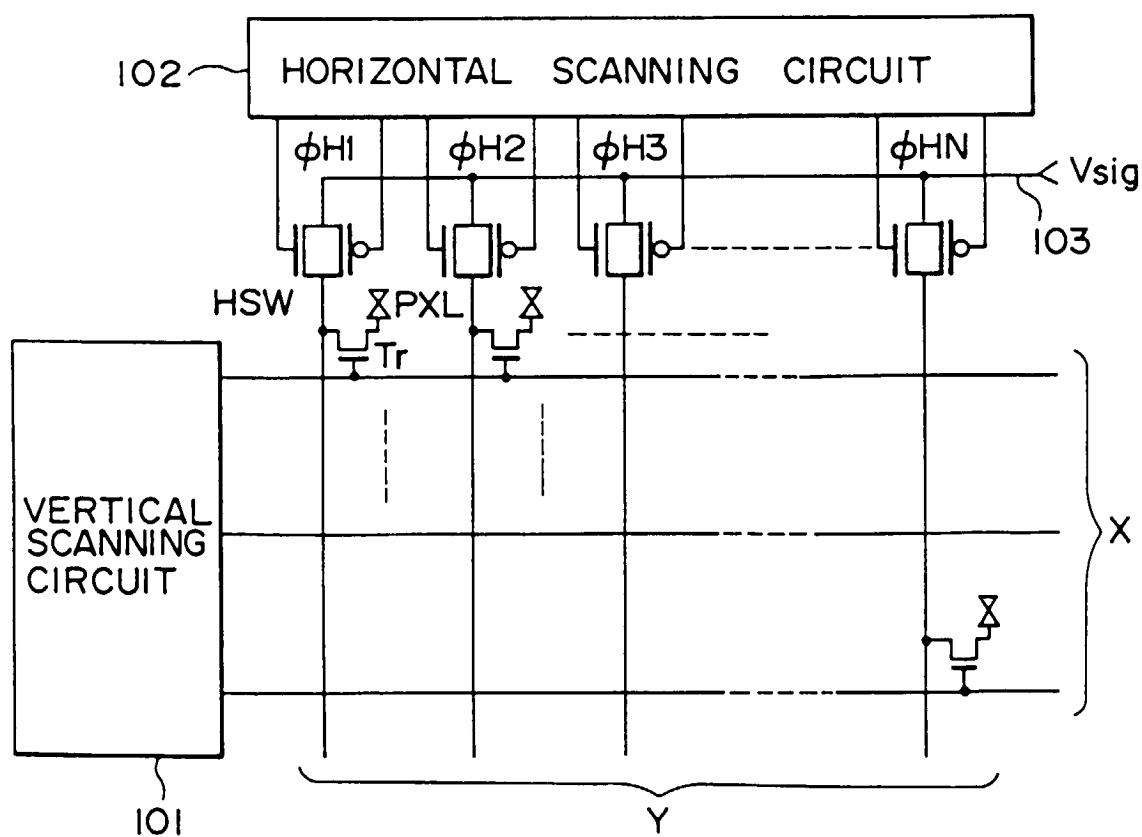 102
HORIZONTAL SCANNING CIRCUIT
ϕH1
ϕH2
ϕH3
ϕHN
Vsig
103
HSW
PXL
Tr
VERTICAL
SCANNING
CIRCUIT
X
101
Y